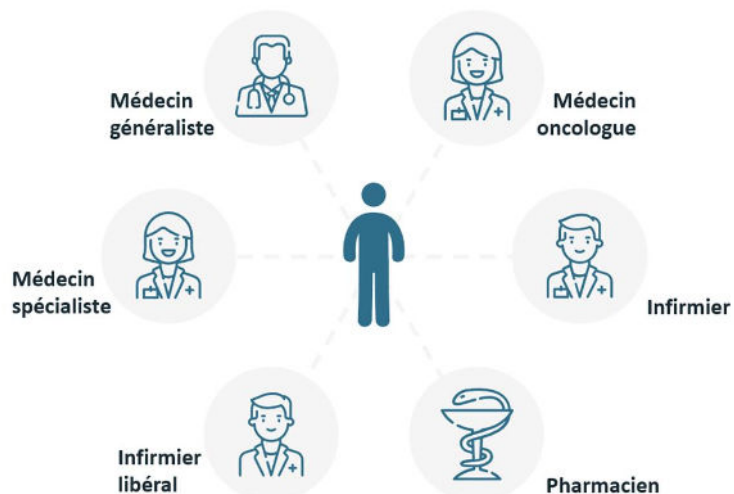 Médecin
généraliste
Médecin
oncologue
Médecin
spécialiste
Infirmier
Infirmier
libéral
Pharmacien